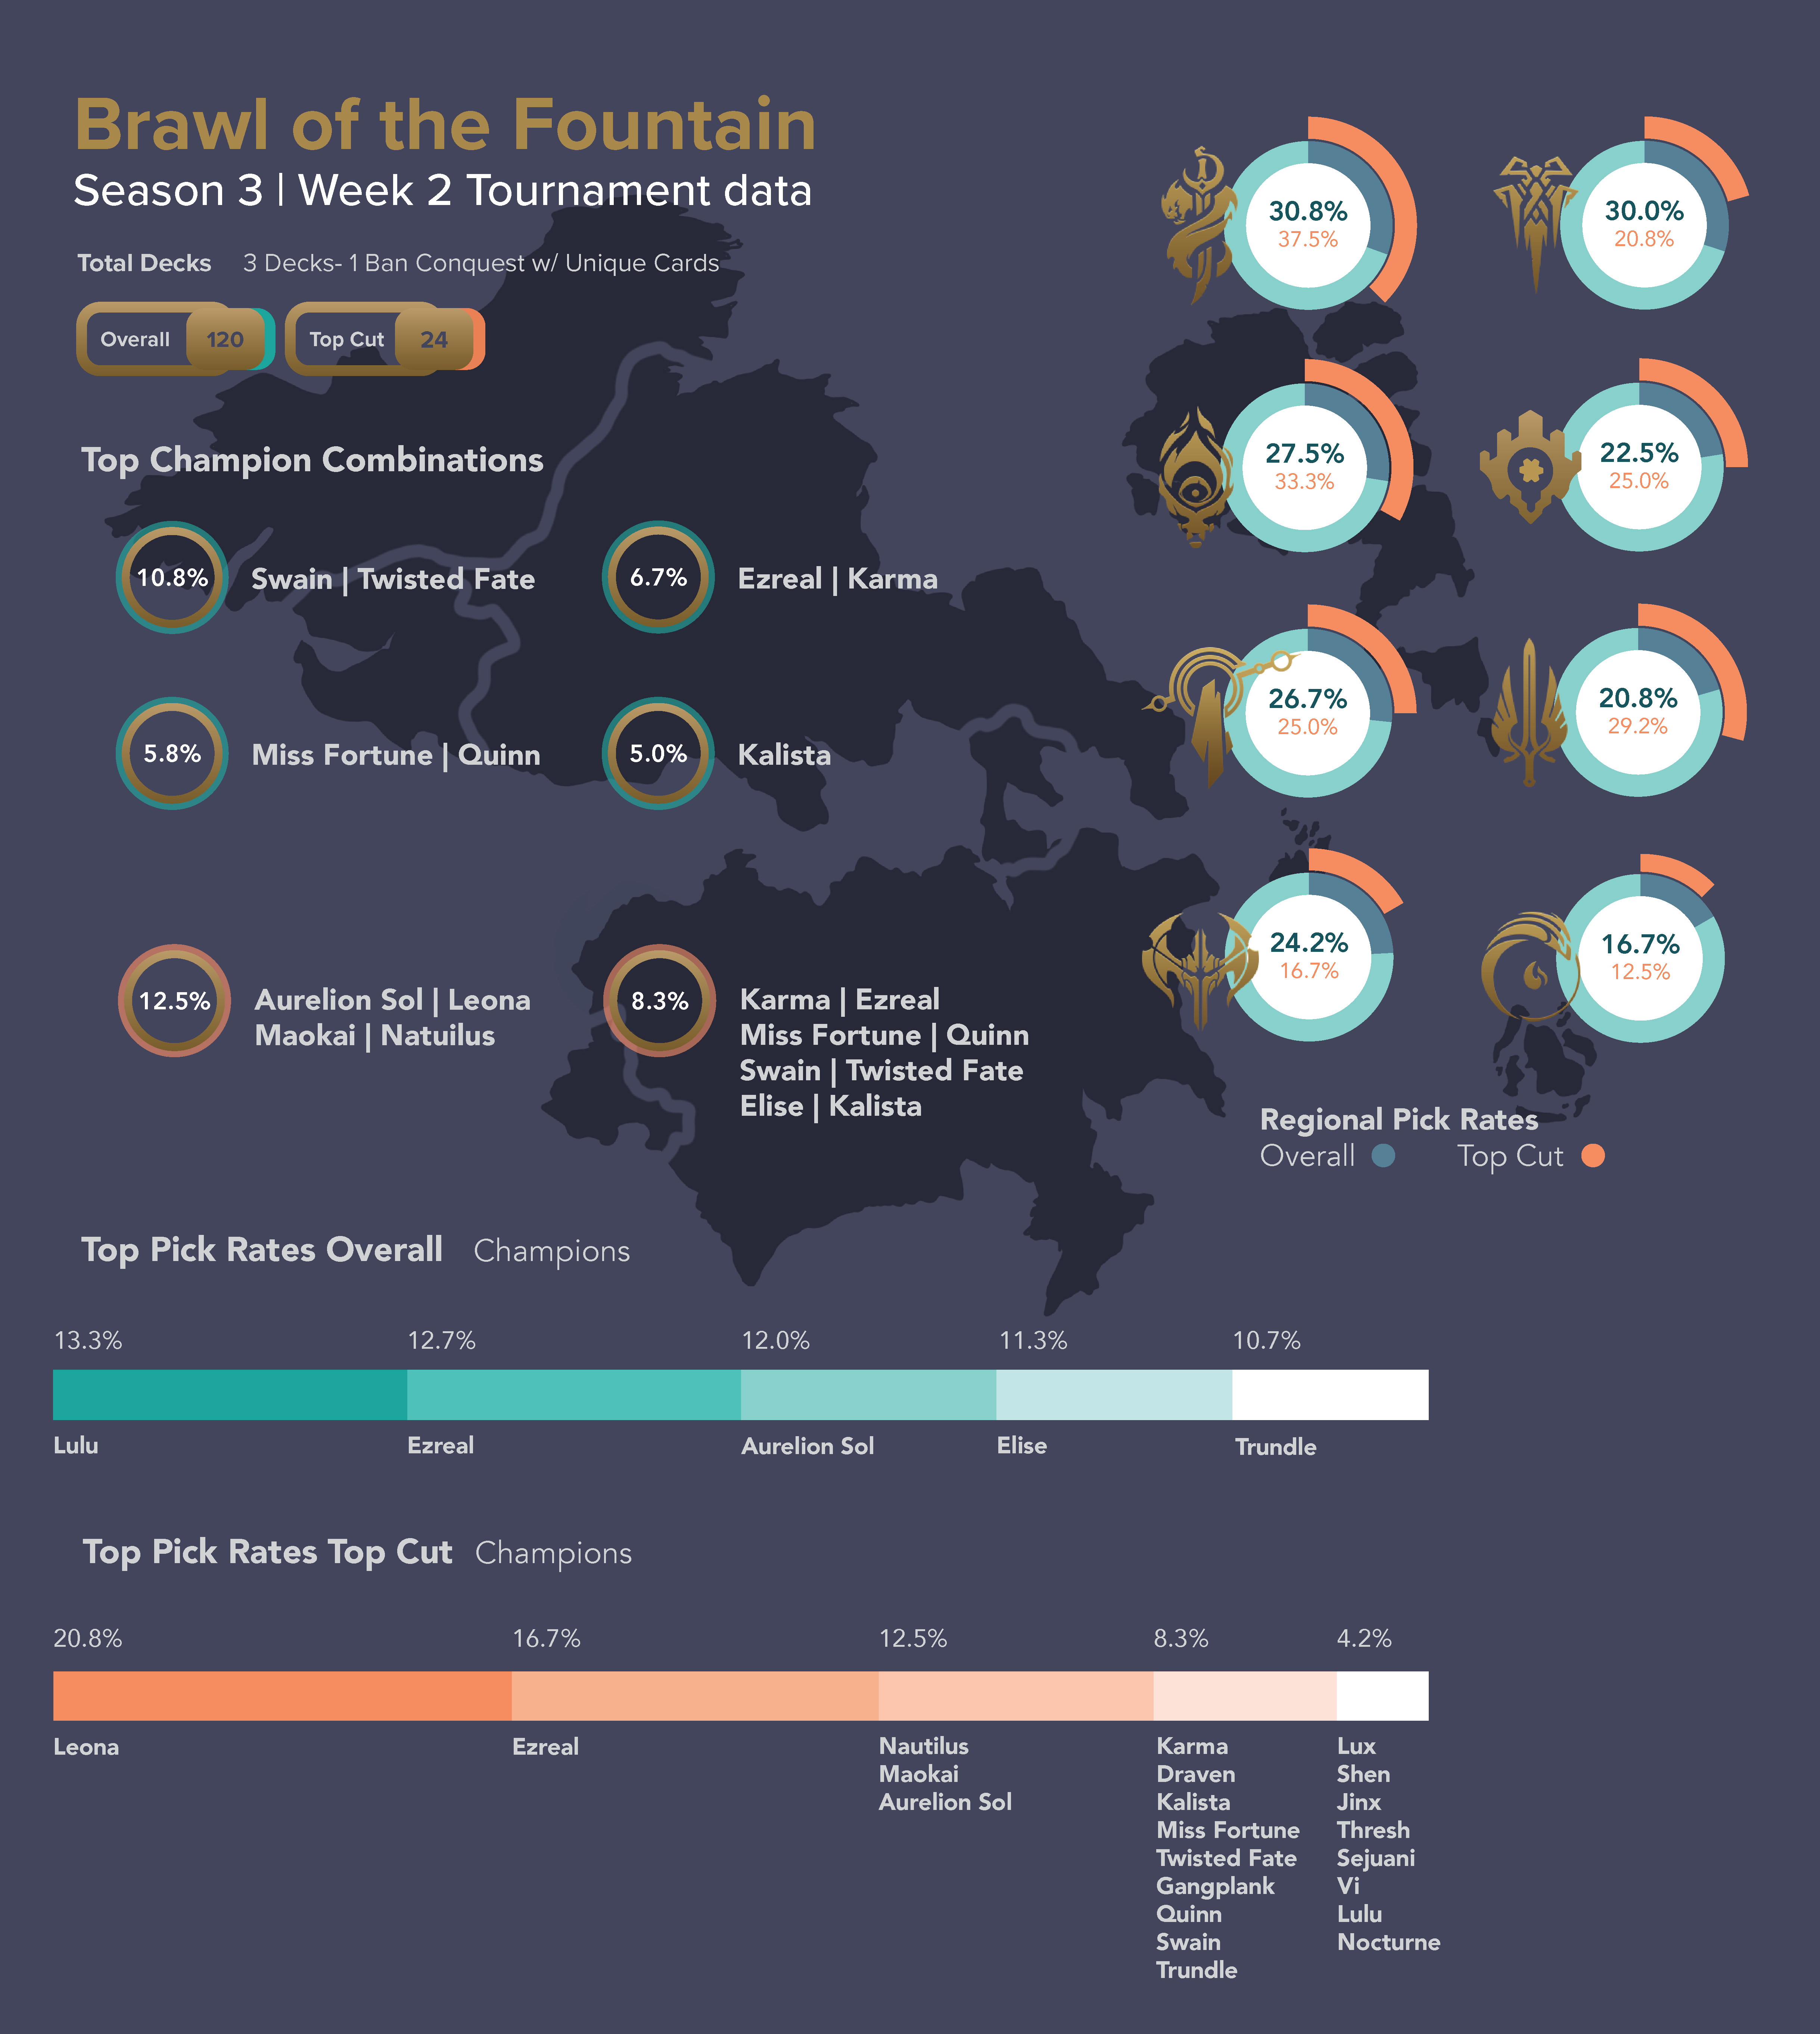 Brawl of the Fountain
Season 3 | Week 2 Tournament data
Total Decks 3 Decks- 1 Ban Conquest w/ Unique Cards
Overall 120 Top Cut 24
Top Champion Combinations
10.8% Swain | Twisted Fate
6.7% Ezreal | Karma
5.8% Miss Fortune | Quinn
5.0% Kalista
12.5%
Aurelion Sol | Leona
Maokai | Natuilus
8.3%
Karma | Ezreal
Miss Fortune | Quinn
Swain | Twisted Fate
Elise | Kalista
30.8%
37.5%
30.0%
20.8%
27.5%
33.3%
22.5%
25.0%
26.7%
25.0%
20.8%
29.2%
24.2%
16.7%
16.7%
12.5%
Regional Pick Rates
Overall Top Cut
Top Pick Rates Overall Champions
13.3% 12.7% 12.0% 11.3% 10.7%
Lulu Ezreal Aurelion Sol Elise Trundle
Top Pick Rates Top Cut Champions
20.8% 16.7% 12.5% 8.3% 4.2%
Leona
Ezreal
Nautilus
Maokai
Aurelion Sol
Karma
Draven
Kalista
Miss Fortune
Twisted Fate
Gangplank
Quinn
Swain
Trundle
Lux
Shen
Jinx
Thresh
Sejuani
Vi
Lulu
Nocturne